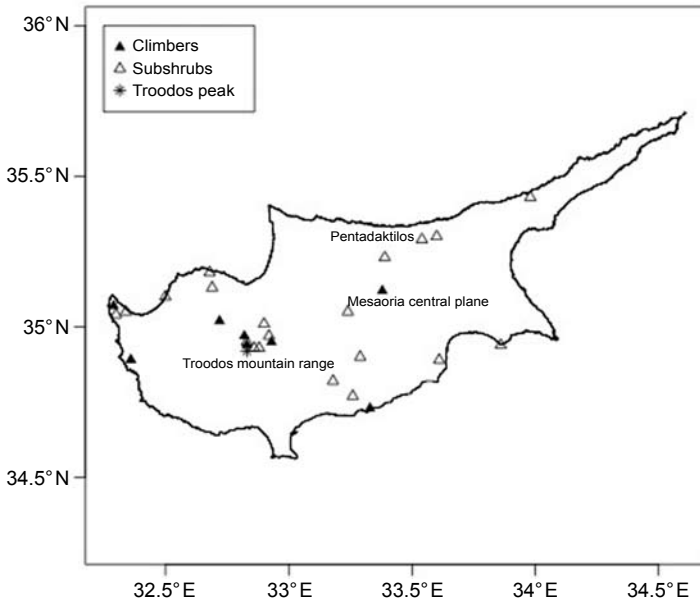 36° N
35.5° N
35° N
34.5° N
Climbers
Subshrubs
Troodos peak
Pentadaktilos
Mesaoria central plane
Troodos mountain range
32.5° E
33° E
33.5° E
34° E
34.5° E